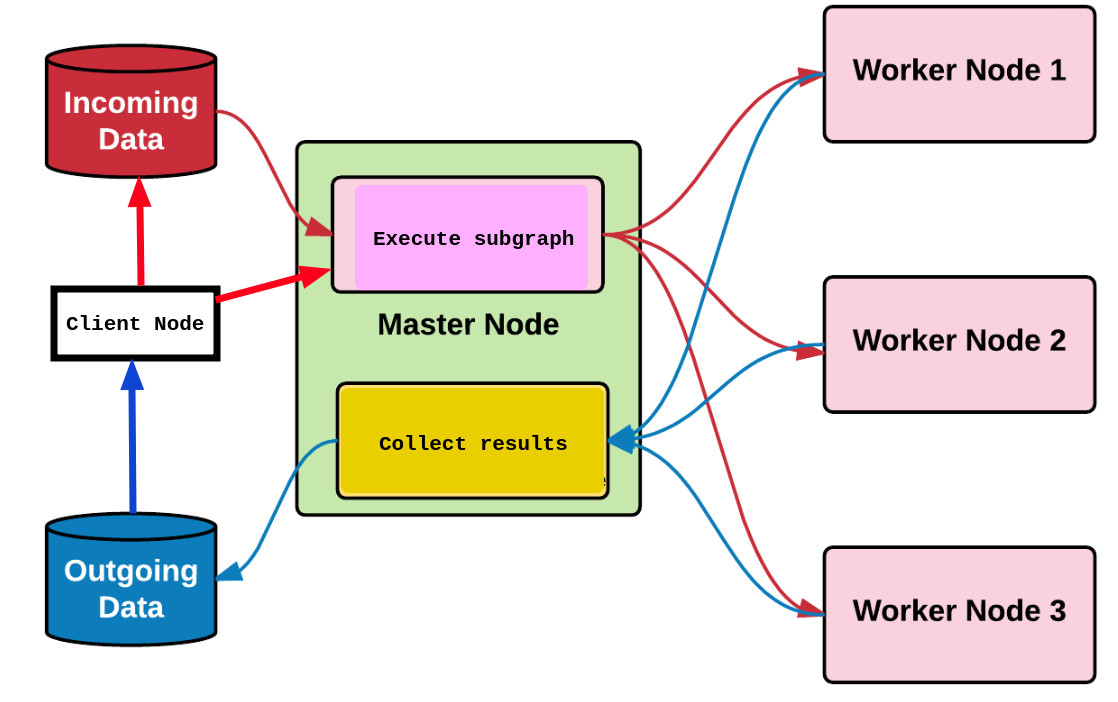 Incoming
Data
Execute subgraph
Client Node
Master Node
Collect results
Outgoing
Data
Worker Node 1
Worker Node 2
Worker Node 3